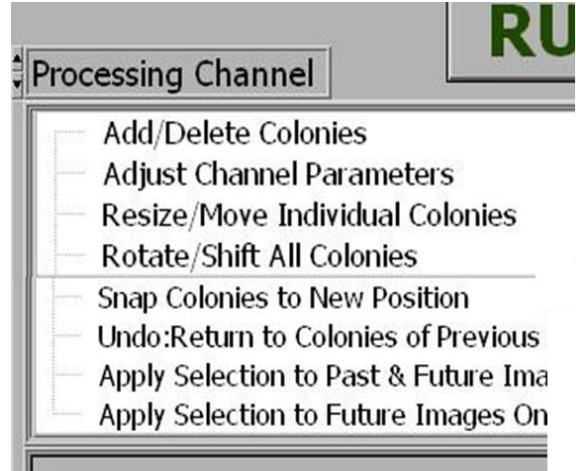 RU
Processing Channel
Add/Delete Colonies
Adjust Channel Parameters
Resize/Move Individual Colonies
Rotate/Shift All Colonies
Snap Colonies to New Position
Undo:Return to Colonies of Previous
Apply Selection to Past & Future Ima
Apply Selection to Future Images On